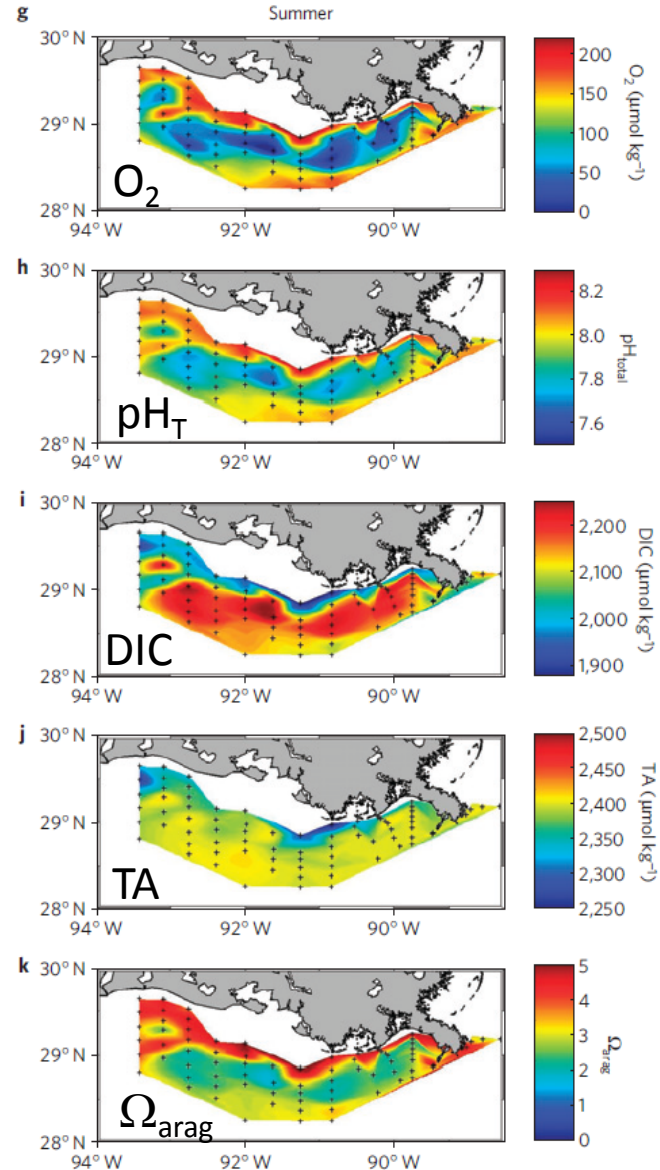 g Summer
30° N
29° N
28° N
94° W 92° W 90° W
O₂
200
150
100
50
0
O₂ (μmol kg⁻¹)
h
30° N
29° N
28° N
94° W 92° W 90° W
pH_T
8.2
8.0
7.8
7.6
pH_total
i
30° N
29° N
28° N
94° W 92° W 90° W
DIC
2,200
2,100
2,000
1,900
DIC (μmol kg⁻¹)
j
30° N
29° N
28° N
94° W 92° W 90° W
TA
2,500
2,450
2,400
2,350
2,300
2,250
TA (μmol kg⁻¹)
k
30° N
29° N
28° N
94° W 92° W 90° W
Ω_arag
5
4
3
2
1
0
Ω_arag